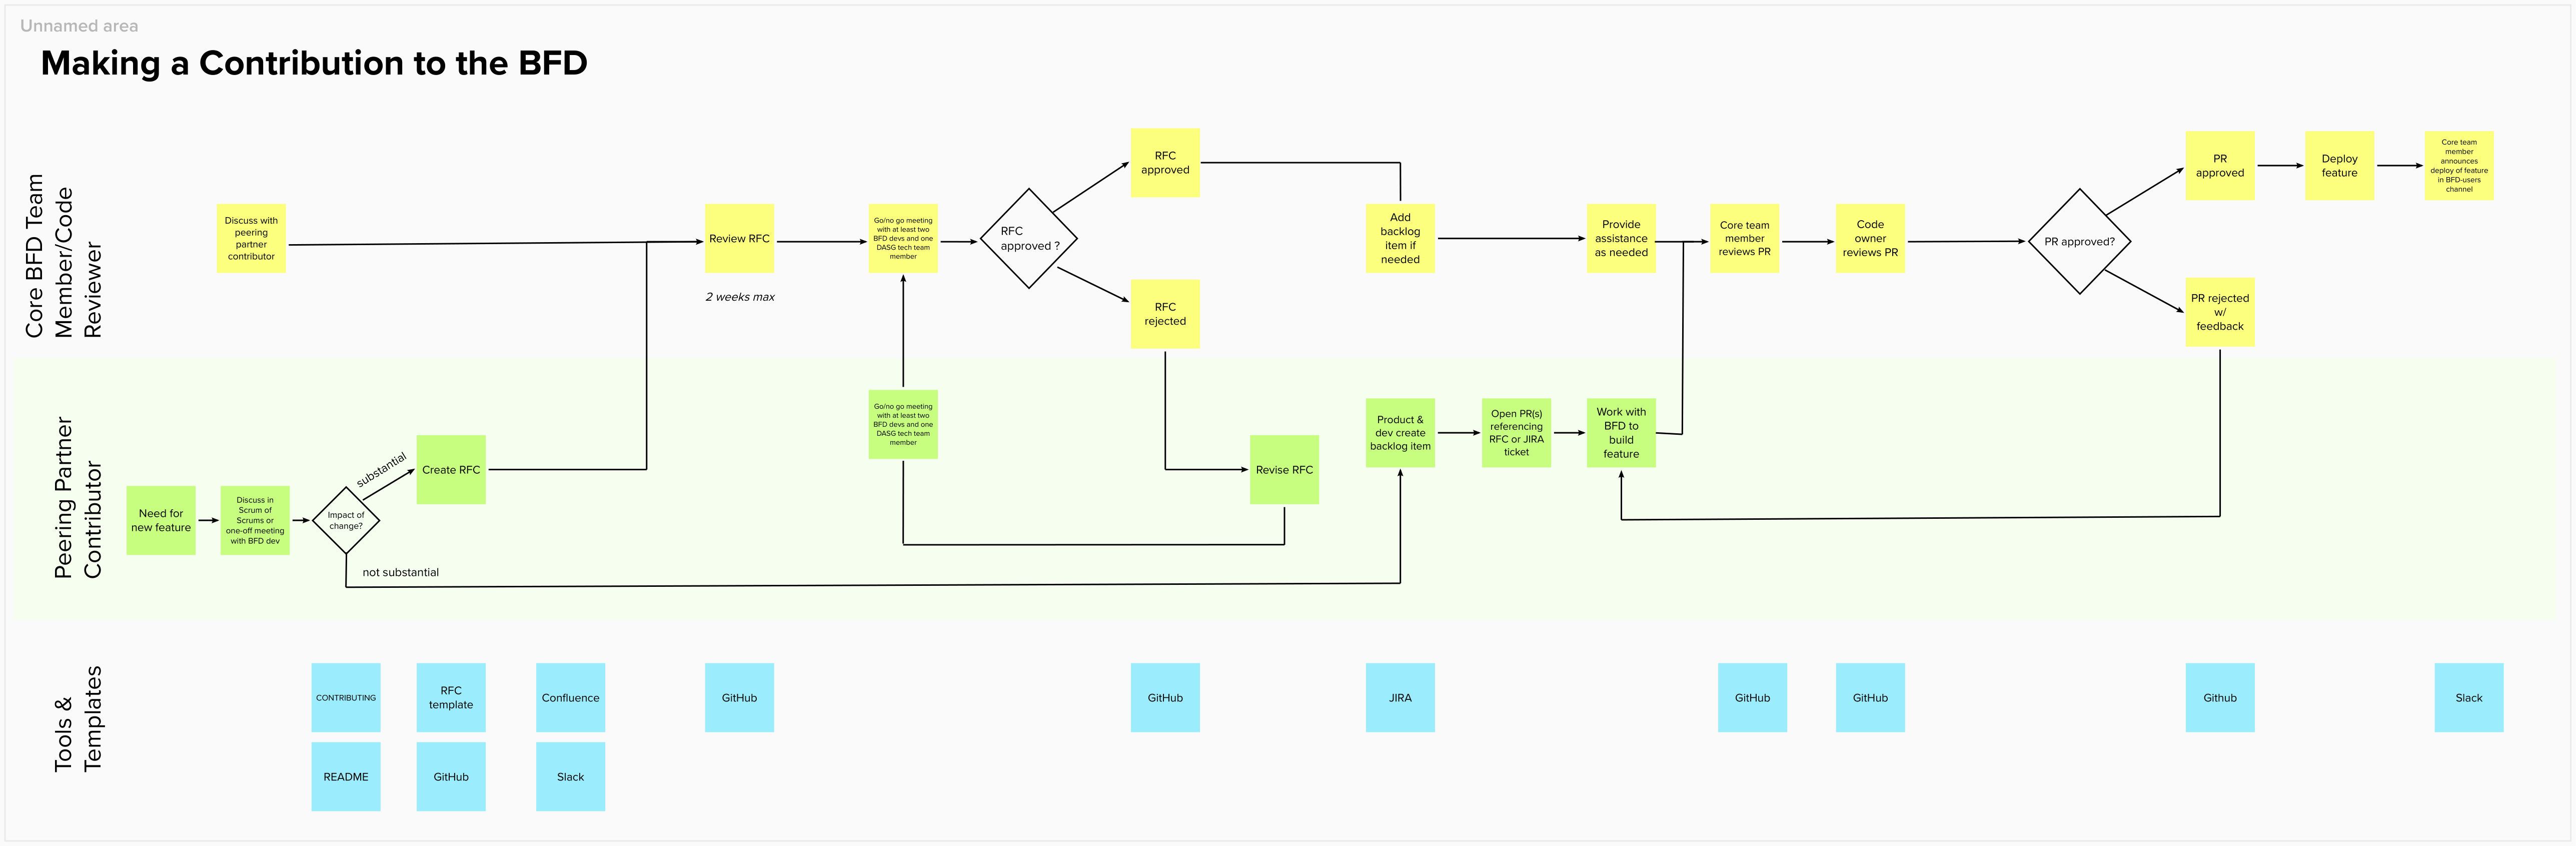 Unnamed area
Making a Contribution to the BFD
Core BFD Team
Member/Code
Reviewer
Discuss with
peering
partner
contributor
Review RFC
2 weeks max
Go/no go meeting
with at least two
BFD devs and one
DASG tech team
member
RFC
approved ?
RFC
approved
RFC
rejected
Add
backlog
item if
needed
Provide
assistance
as needed
Core team
member
reviews PR
Code
owner
reviews PR
PR approved?
PR
approved
Deploy
feature
Core team
member
announces
deploy of feature
in BFD-users
channel
PR rejected
w/
feedback
Peering Partner
Contributor
Need for
new feature
Discuss in
Scrum of
Scrums or
one-off meeting
with BFD dev
Impact of
change?
substantial
not substantial
Create RFC
Go/no go meeting
with at least two
BFD devs and one
DASG tech team
member
Revise RFC
Product &
dev create
backlog item
Open PR(s)
referencing
RFC or JIRA
ticket
Work with
BFD to
build
feature
Tools &
Templates
CONTRIBUTING
RFC
template
Confluence
GitHub
GitHub
JIRA
GitHub
GitHub
Github
Slack
README
GitHub
Slack